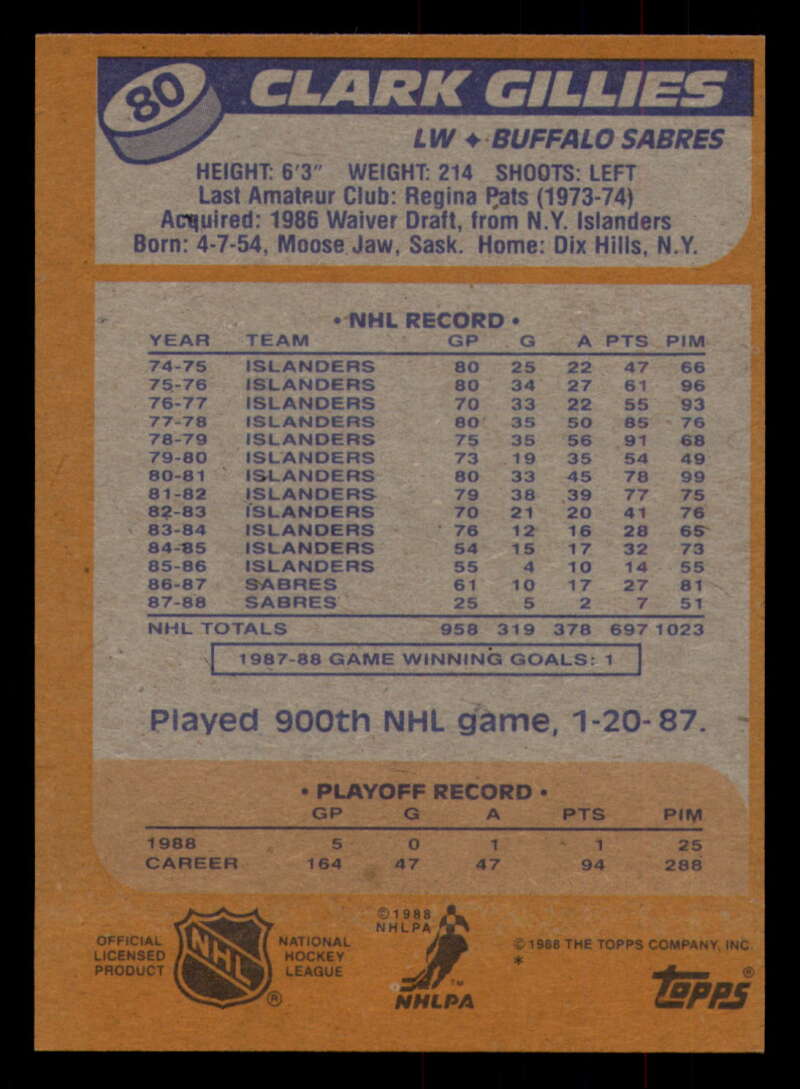 80 CLARK GILLIES
LW ✦ BUFFALO SABRES
HEIGHT: 6'3" WEIGHT: 214 SHOOTS: LEFT
Last Amateur Club: Regina Pats (1973-74)
Acquired: 1986 Waiver Draft, from N.Y. Islanders
Born: 4-7-54, Moose Jaw, Sask. Home: Dix Hills, N.Y.
• NHL RECORD •
YEAR TEAM GP G A PTS PIM
74-75 ISLANDERS 80 25 22 47 66
75-76 ISLANDERS 80 34 27 61 96
76-77 ISLANDERS 70 33 22 55 93
77-78 ISLANDERS 80 35 50 85 76
78-79 ISLANDERS 75 35 56 91 68
79-80 ISLANDERS 73 19 35 54 49
80-81 ISLANDERS 80 33 45 78 99
81-82 ISLANDERS 79 38 39 77 75
82-83 ISLANDERS 70 21 20 41 76
83-84 ISLANDERS 76 12 16 28 65
84-85 ISLANDERS 54 15 17 32 73
85-86 ISLANDERS 55 4 10 14 55
86-87 SABRES 61 10 17 27 81
87-88 SABRES 25 5 2 7 51
NHL TOTALS 958 319 378 697 1023
1987-88 GAME WINNING GOALS: 1
Played 900th NHL game, 1-20-87.
• PLAYOFF RECORD •
GP G A PTS PIM
1988 5 0 1 1 25
CAREER 164 47 47 94 288
OFFICIAL
LICENSED
PRODUCT
NHL
®
NATIONAL
HOCKEY
LEAGUE
©1988
NHLPA
™
NHLPA
©1988 THE TOPPS COMPANY, INC.
*
Topps®